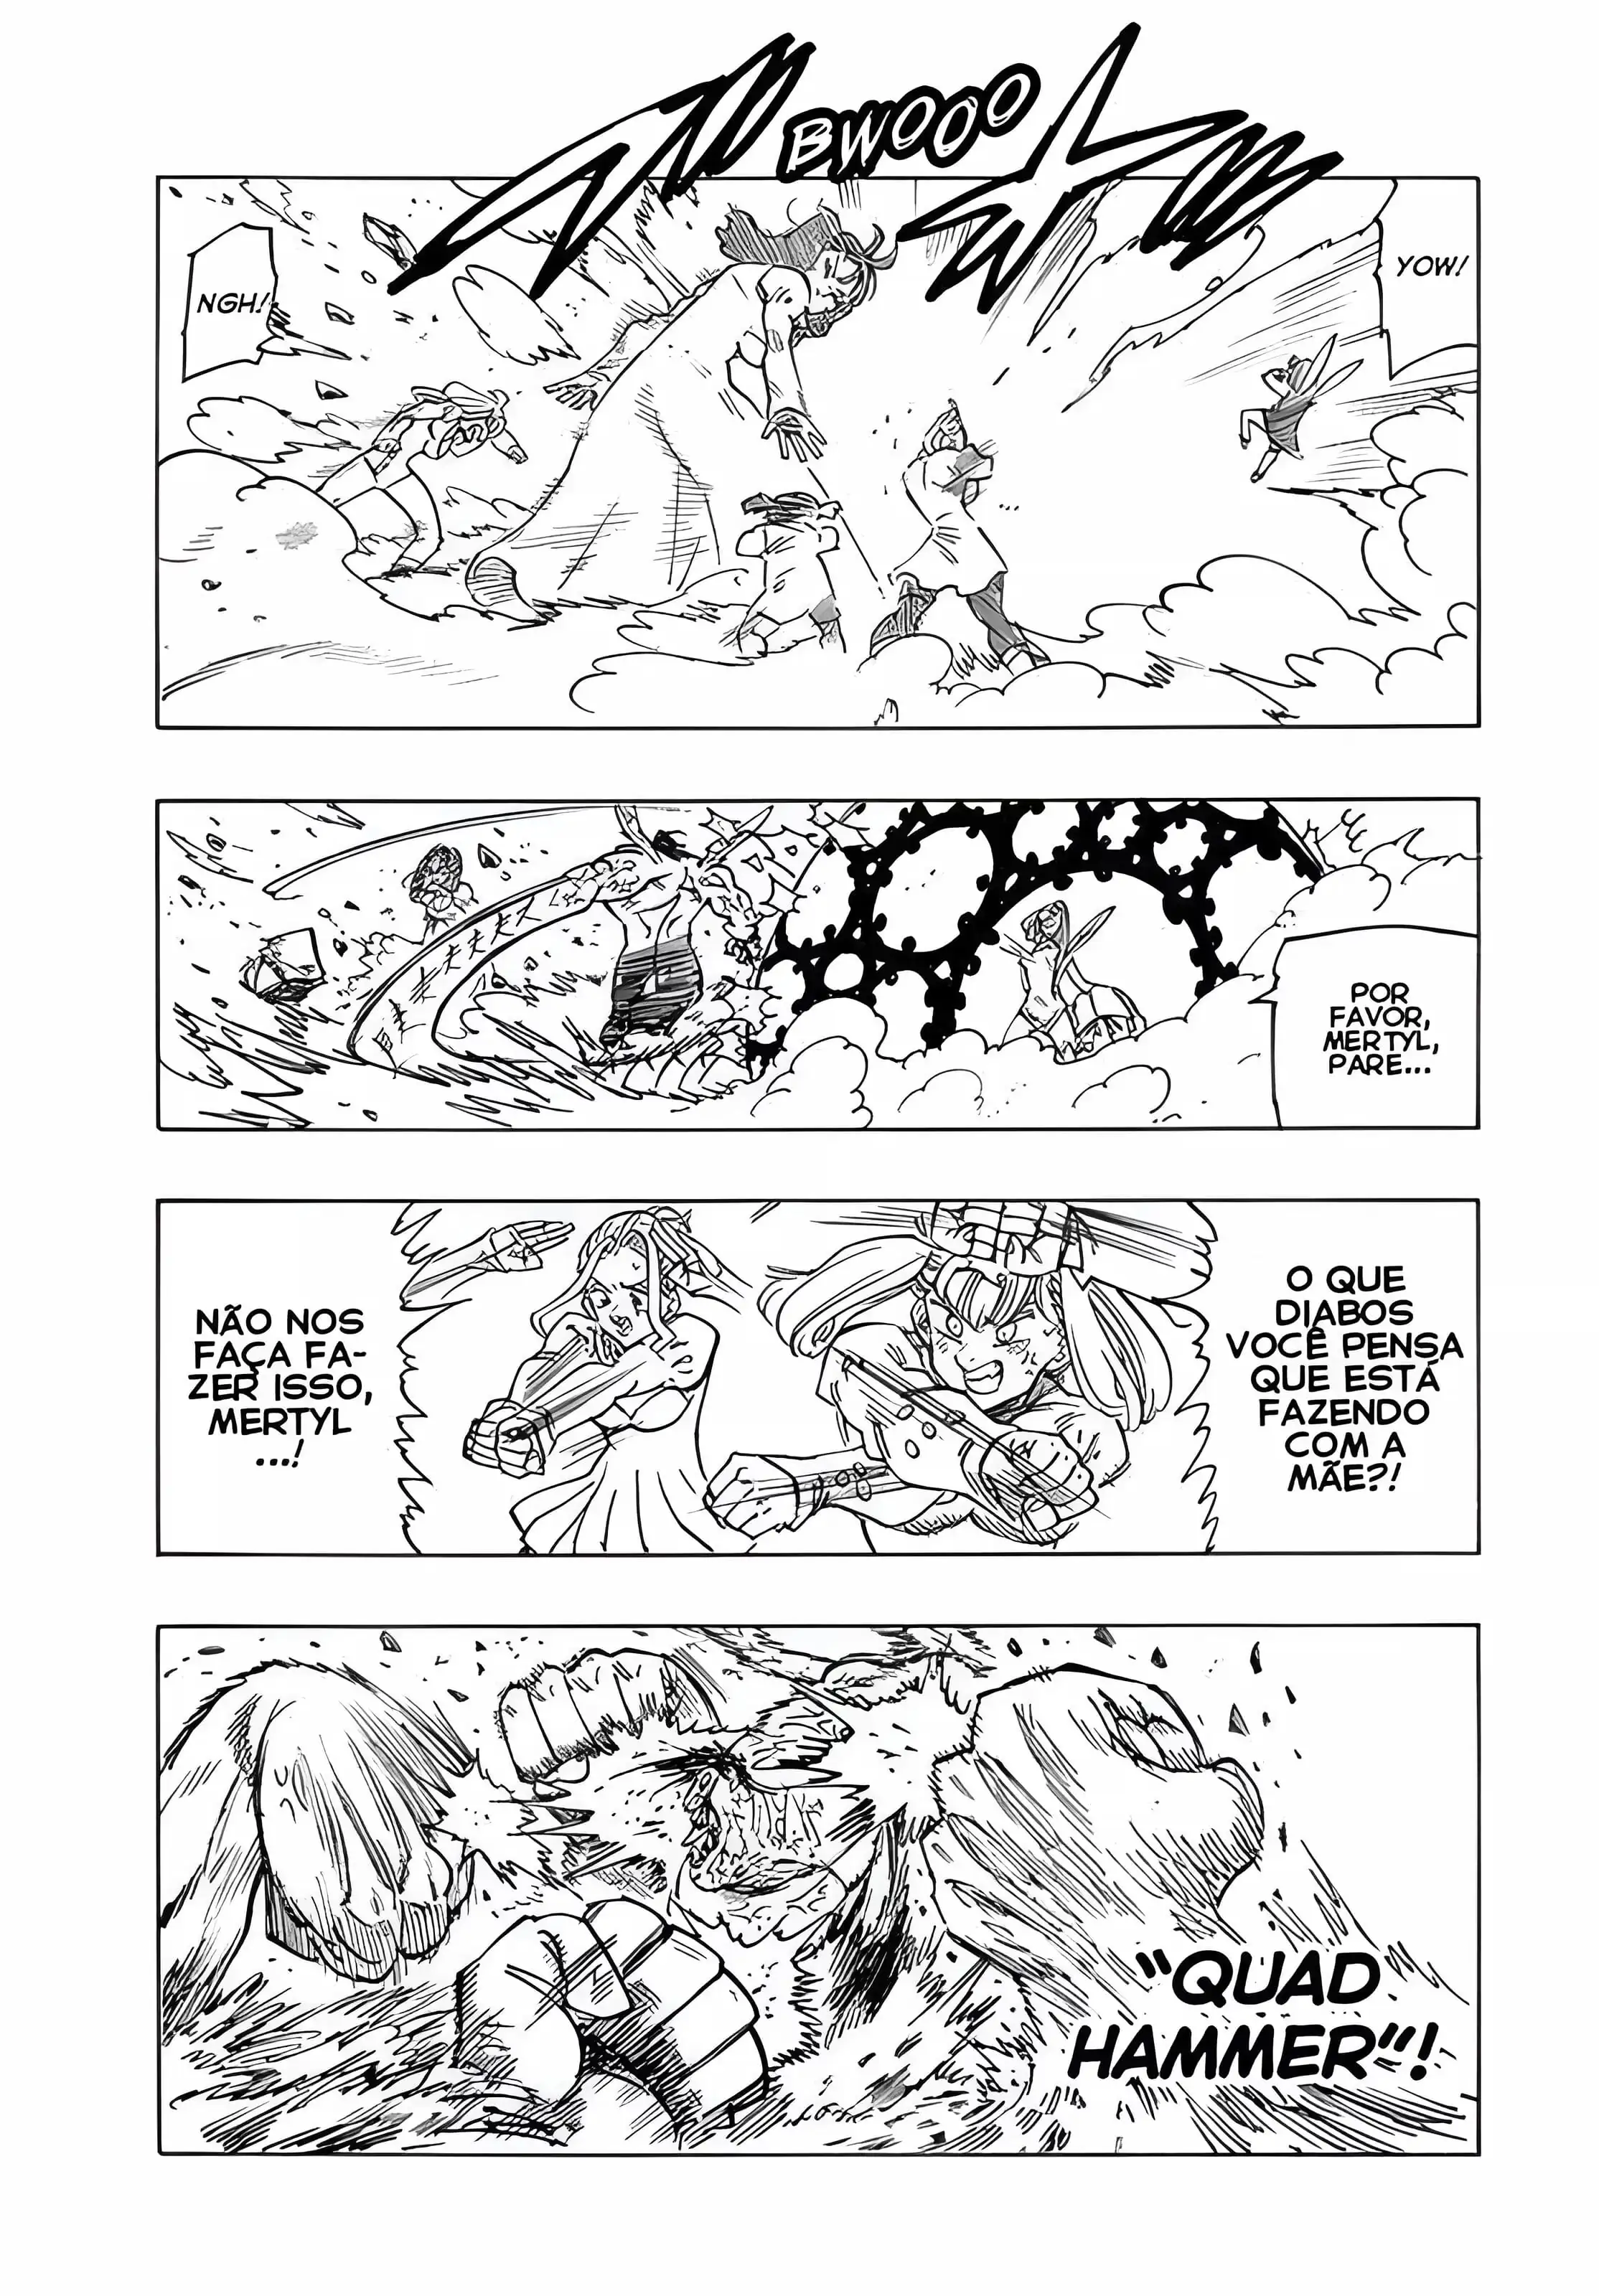 BWOOO
YOW!
NGH!
POR
FAVOR,
MERTYL,
PARE...
O QUE
DIABOS
VOCÊ PENSA
QUE ESTÁ
FAZENDO
COM A
MÃE?!
NÃO NOS
FAÇA FA-
ZER ISSO,
MERTYL
...!
"QUAD
HAMMER"!